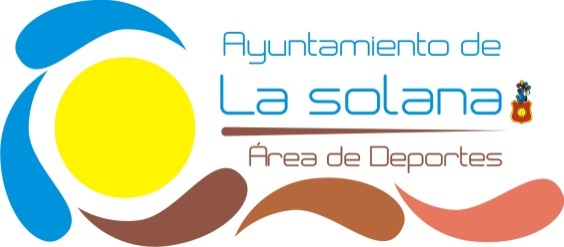 Ayuntamiento de
La solana
Área de Deportes